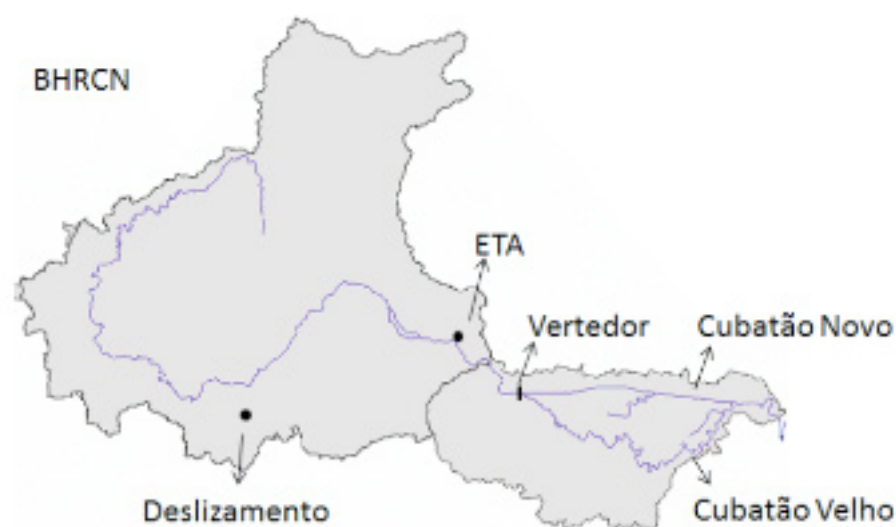 BHRCN
ETA
Vertedor
Cubatão Novo
Deslizamento
Cubatão Velho